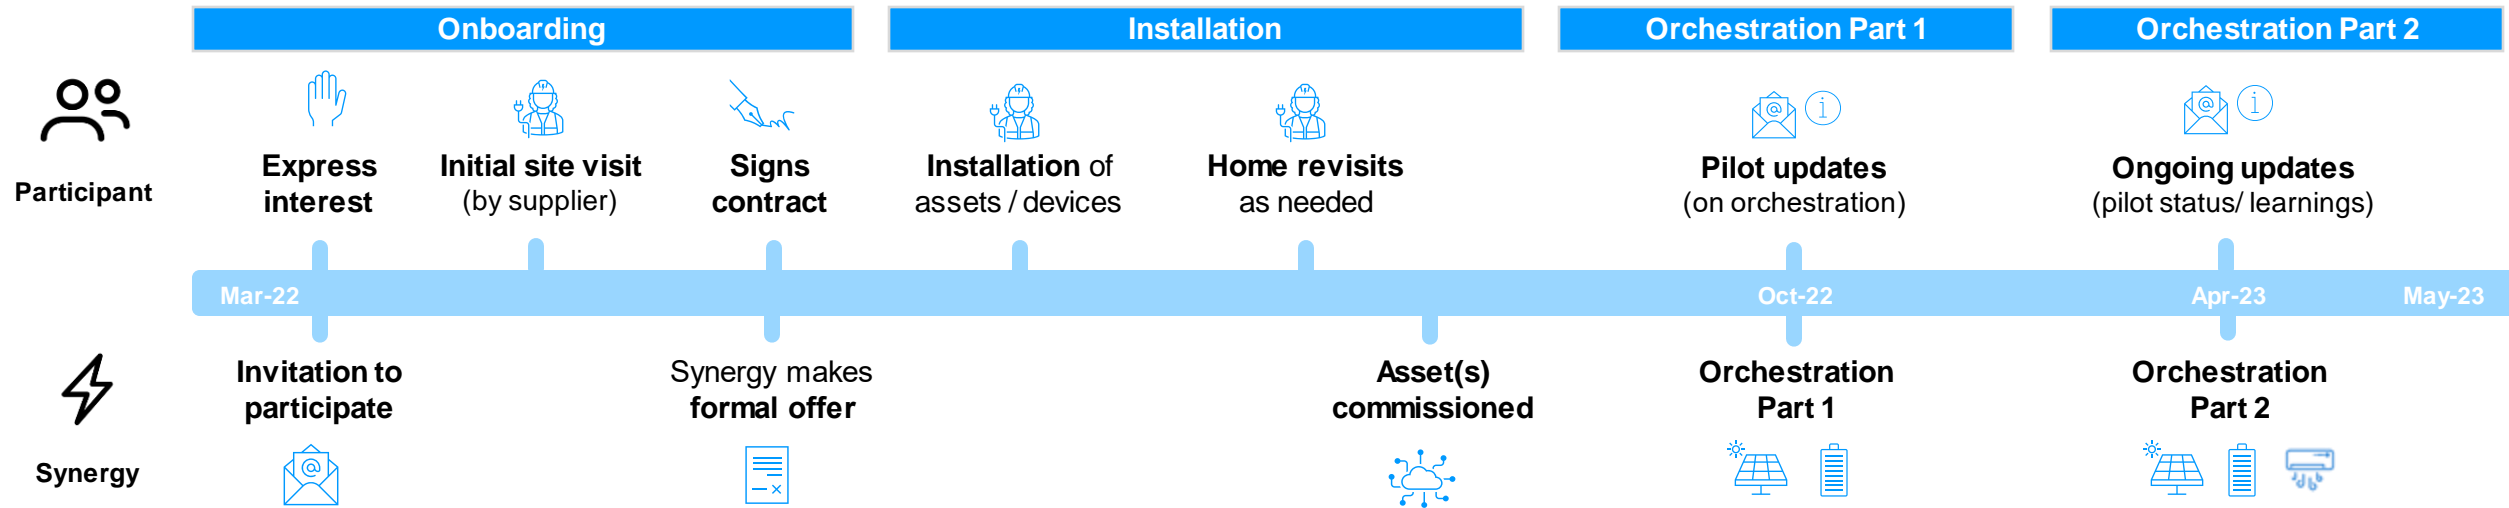 Onboarding
Installation
Orchestration Part 1
Orchestration Part 2
Participant
Express
interest
Initial site visit
(by supplier)
Signs
contract
Installation of
assets / devices
Home revisits
as needed
Pilot updates
(on orchestration)
Ongoing updates
(pilot status/ learnings)
Mar-22
Oct-22
Apr-23
May-23
Synergy
Invitation to
participate
Synergy makes
formal offer
Asset(s)
commissioned
Orchestration
Part 1
Orchestration
Part 2